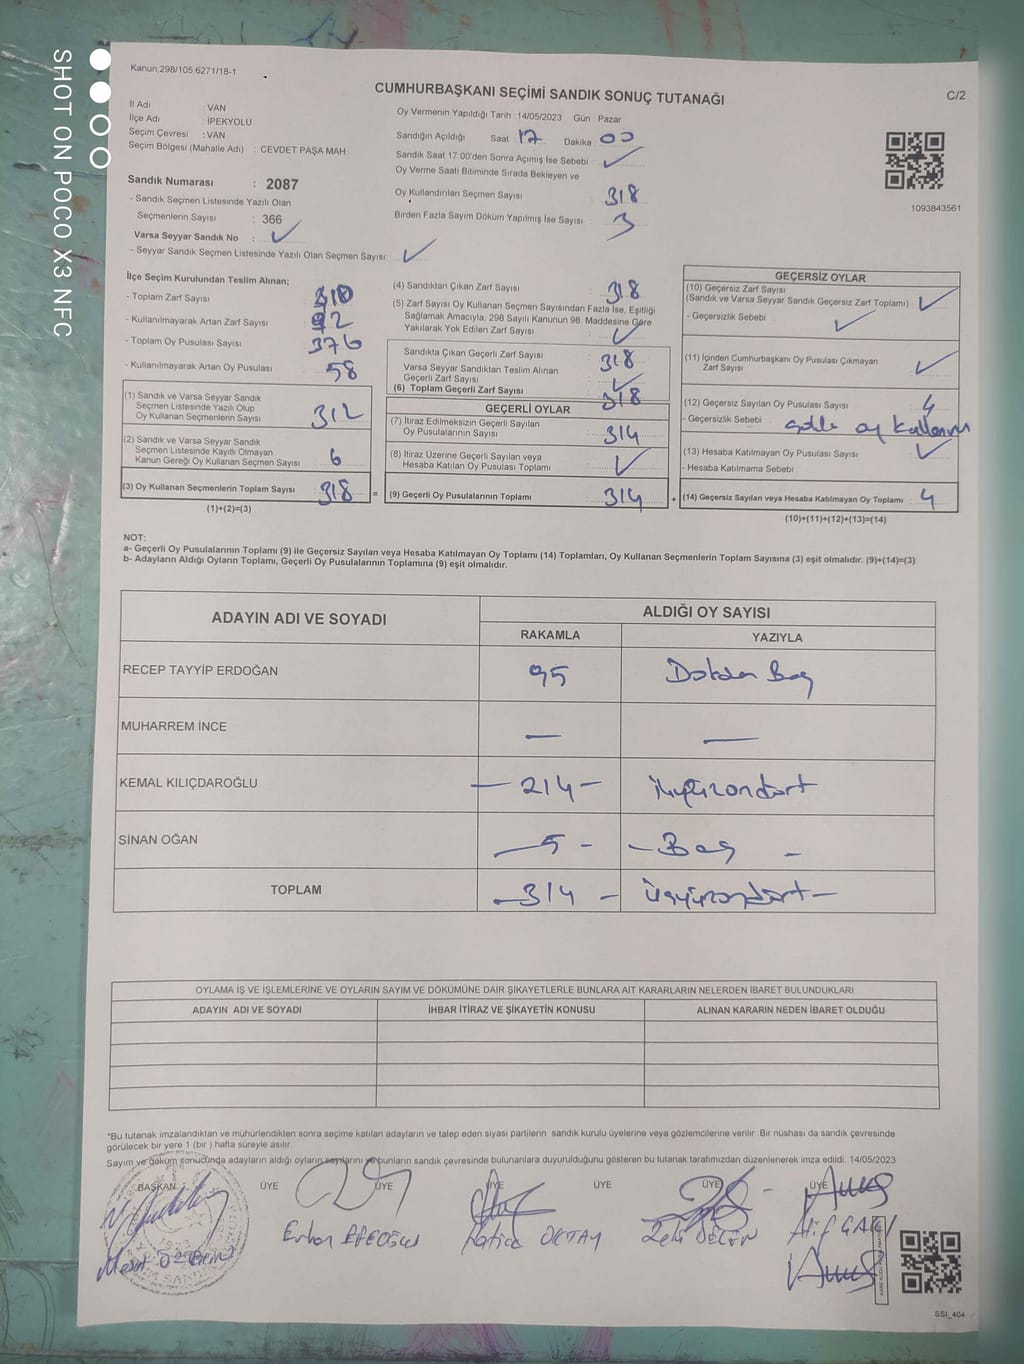 SHOT ON POCO X3 NFC
Kanun;298/105,6271/18-1
CUMHURBAŞKANI SEÇİMİ SANDIK SONUÇ TUTANAĞI
C/2
İl Adı : VAN
İlçe Adı : İPEKYOLU
Seçim Çevresi : VAN
Seçim Bölgesi (Mahalle Adı) : CEVDET PAŞA MAH.
Sandık Numarası : 2087
- Sandık Seçmen Listesinde Yazılı Olan
Seçmenlerin Sayısı : 366
Varsa Seyyar Sandık No :
- Seyyar Sandık Seçmen Listesinde Yazılı Olan Seçmen Sayısı:
Oy Vermenin Yapıldığı Tarih : 14/05/2023 Gün : Pazar
Sandığın Açıldığı Saat 17 Dakika 00
Sandık Saat 17:00'den Sonra Açımış İse Sebebi
Oy Verme Saati Bitiminde Sırada Bekleyen ve
Oy Kullandırılan Seçmen Sayısı 318
Birden Fazla Sayım Döküm Yapılmış İse Sayısı 3
1093843561
İlçe Seçim Kurulundan Teslim Alınan;
- Toplam Zarf Sayısı
- Kullanılmayarak Artan Zarf Sayısı
- Toplam Oy Pusulası Sayısı 376
- Kullanılmayarak Artan Oy Pusulası 58
(1) Sandık ve Varsa Seyyar Sandık
Seçmen Listesinde Yazılı Olup
Oy Kullanan Seçmenlerin Sayısı 312
(2) Sandık ve Varsa Seyyar Sandık
Seçmen Listesinde Kayıtlı Olmayan
Kanun Gereği Oy Kullanan Seçmen Sayısı 6
(3) Oy Kullanan Seçmenlerin Toplam Sayısı 318
(1)+(2)=(3)
(4) Sandıktan Çıkan Zarf Sayısı 318
(5) Zarf Sayısı Oy Kullanan Seçmen Sayısından Fazla İse, Eşitliği
Sağlamak Amacıyla; 298 Sayılı Kanunun 98. Maddesine Göre
Yakılarak Yok Edilen Zarf Sayısı
Sandıkta Çıkan Geçerli Zarf Sayısı 318
Varsa Seyyar Sandıktan Teslim Alınan
Geçerli Zarf Sayısı
(6) Toplam Geçerli Zarf Sayısı 318
GEÇERLİ OYLAR
(7) İtiraz Edilmeksizin Geçerli Sayılan
Oy Pusulalarının Sayısı 314
(8) İtiraz Üzerine Geçerli Sayılan veya
Hesaba Katılan Oy Pusulası Toplamı
= (9) Geçerli Oy Pusulalarının Toplamı 314
GEÇERSİZ OYLAR
(10) Geçersiz Zarf Sayısı
(Sandık ve Varsa Seyyar Sandık Geçersiz Zarf Toplamı) :
- Geçersizlik Sebebi
(11) İçinden Cumhurbaşkanı Oy Pusulası Çıkmayan
Zarf Sayısı
(12) Geçersiz Sayılan Oy Pusulası Sayısı 4
- Geçersizlik Sebebi oy
(13) Hesaba Katılmayan Oy Pusulası Sayısı
- Hesaba Katılmama Sebebi
+ (14) Geçersiz Sayılan veya Hesaba Katılmayan Oy Toplamı : 4
(10)+(11)+(12)+(13)=(14)
NOT:
a- Geçerli Oy Pusulalarının Toplamı (9) ile Geçersiz Sayılan veya Hesaba Katılmayan Oy Toplamı (14) Toplamları, Oy Kullanan Seçmenlerin Toplam Sayısına (3) eşit olmalıdır. (9)+(14)=(3)
b- Adayların Aldığı Oyların Toplamı, Geçerli Oy Pusulalarının Toplamına (9) eşit olmalıdır.
ADAYIN ADI VE SOYADI
ALDIĞI OY SAYISI
RAKAMLA YAZIYLA
RECEP TAYYİP ERDOĞAN 95 Doksan Beş
MUHARREM İNCE — —
KEMAL KILIÇDAROĞLU — 214 - ikiyüzondört
SİNAN OĞAN — 5 - - Beş -
TOPLAM - 314 - üçyüzondört -
OYLAMA İŞ VE İŞLEMLERİNE VE OYLARIN SAYIM VE DÖKÜMÜNE DAİR ŞİKAYETLERLE BUNLARA AİT KARARLARIN NELERDEN İBARET BULUNDUKLARI
ADAYIN ADI VE SOYADI İHBAR İTİRAZ VE ŞİKAYETİN KONUSU ALINAN KARARIN NEDEN İBARET OLDUĞU
*Bu tutanak imzalandıktan ve mühürlendikten sonra seçime katılan adayların ve talep eden siyasi partilerin sandık kurulu üyelerine veya gözlemcilerine verilir. Bir nüshası da sandık çevresinde
görülecek bir yere 1 (bir) hafta süreyle asılır.
Sayım ve döküm sonucunda adayların aldığı oyların sayılarını ve bunların sandık çevresinde bulunanlara duyurulduğunu gösteren bu tutanak tarafımızdan düzenlenerek imza edildi. 14/05/2023
BAŞKAN ÜYE ÜYE ÜYE ÜYE ÜYE ÜYE
Mesut Erkan EFEOĞLU Hatice OKTAY Zeki Atif
SSİ_404